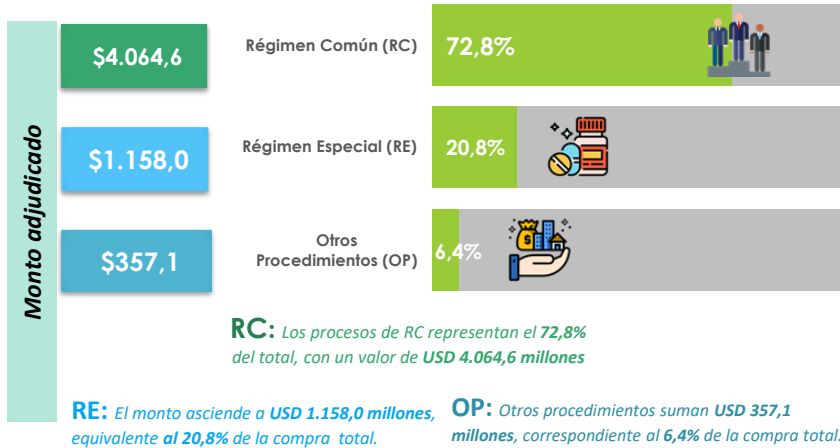 Monto adjudicado
$4.064,6
Régimen Común (RC)
72,8%
$1.158,0
Régimen Especial (RE)
20,8%
$357,1
Otros
Procedimientos (OP)
6,4%
RC: Los procesos de RC representan el 72,8%
del total, con un valor de USD 4.064,6 millones
RE: El monto asciende a USD 1.158,0 millones,
equivalente al 20,8% de la compra total.
OP: Otros procedimientos suman USD 357,1
millones, correspondiente al 6,4% de la compra total.